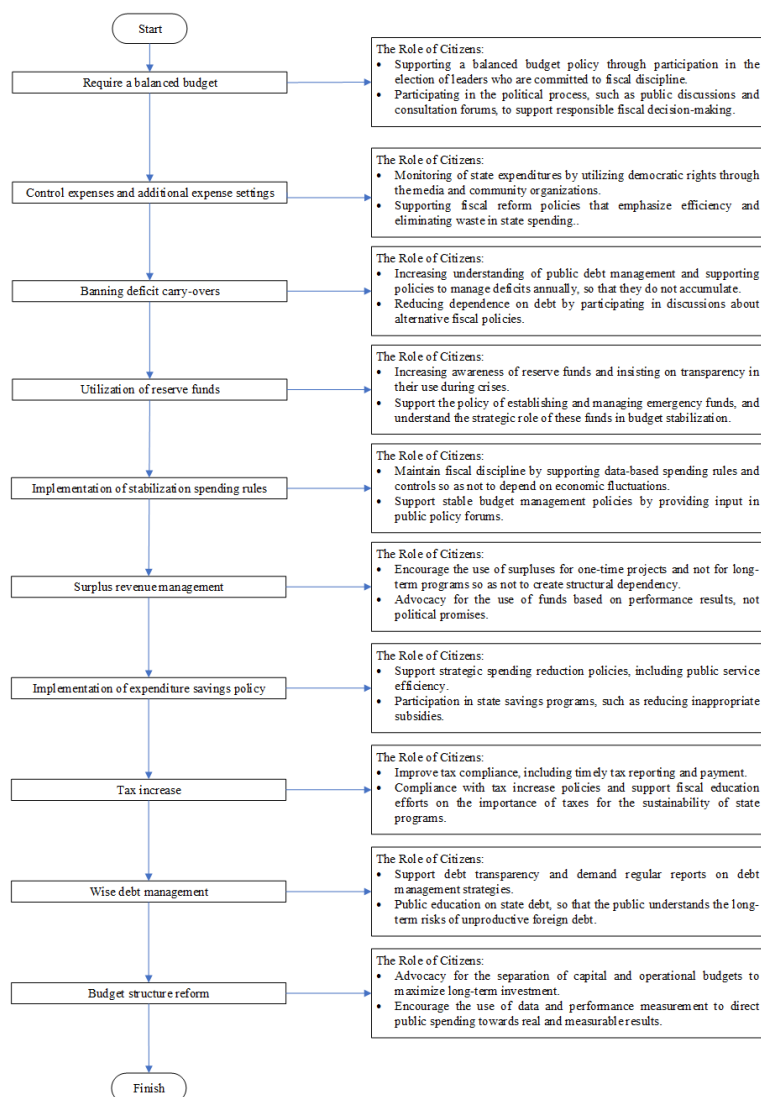 Start
Require a balanced budget
The Role of Citizens:
• Supporting a balanced budget policy through participation in the
election of leaders who are committed to fiscal discipline.
• Participating in the political process, such as public discussions and
consultation forums, to support responsible fiscal decision-making.
Control expenses and additional expense settings
The Role of Citizens:
• Monitoring of state expenditures by utilizing democratic rights through
the media and community organizations.
• Supporting fiscal reform policies that emphasize efficiency and
eliminating waste in state spending..
Banning deficit carry-overs
The Role of Citizens:
• Increasing understanding of public debt management and supporting
policies to manage deficits annually, so that they do not accumulate.
• Reducing dependence on debt by participating in discussions about
alternative fiscal policies.
Utilization of reserve funds
The Role of Citizens:
• Increasing awareness of reserve funds and insisting on transparency in
their use during crises.
• Support the policy of establishing and managing emergency funds, and
understand the strategic role of these funds in budget stabilization.
Implementation of stabilization spending rules
The Role of Citizens:
• Maintain fiscal discipline by supporting data-based spending rules and
controls so as not to depend on economic fluctuations.
• Support stable budget management policies by providing input in
public policy forums.
Surplus revenue management
The Role of Citizens:
• Encourage the use of surpluses for one-time projects and not for long-
term programs so as not to create structural dependency.
• Advocacy for the use of funds based on performance results, not
political promises.
Implementation of expenditure savings policy
The Role of Citizens:
• Support strategic spending reduction policies, including public service
efficiency.
• Participation in state savings programs, such as reducing inappropriate
subsidies.
Tax increase
The Role of Citizens:
• Improve tax compliance, including timely tax reporting and payment.
• Compliance with tax increase policies and support fiscal education
efforts on the importance of taxes for the sustainability of state
programs.
Wise debt management
The Role of Citizens:
• Support debt transparency and demand regular reports on debt
management strategies.
• Public education on state debt, so that the public understands the long-
term risks of unproductive foreign debt.
Budget structure reform
The Role of Citizens:
• Advocacy for the separation of capital and operational budgets to
maximize long-term investment.
• Encourage the use of data and performance measurement to direct
public spending towards real and measurable results.
Finish